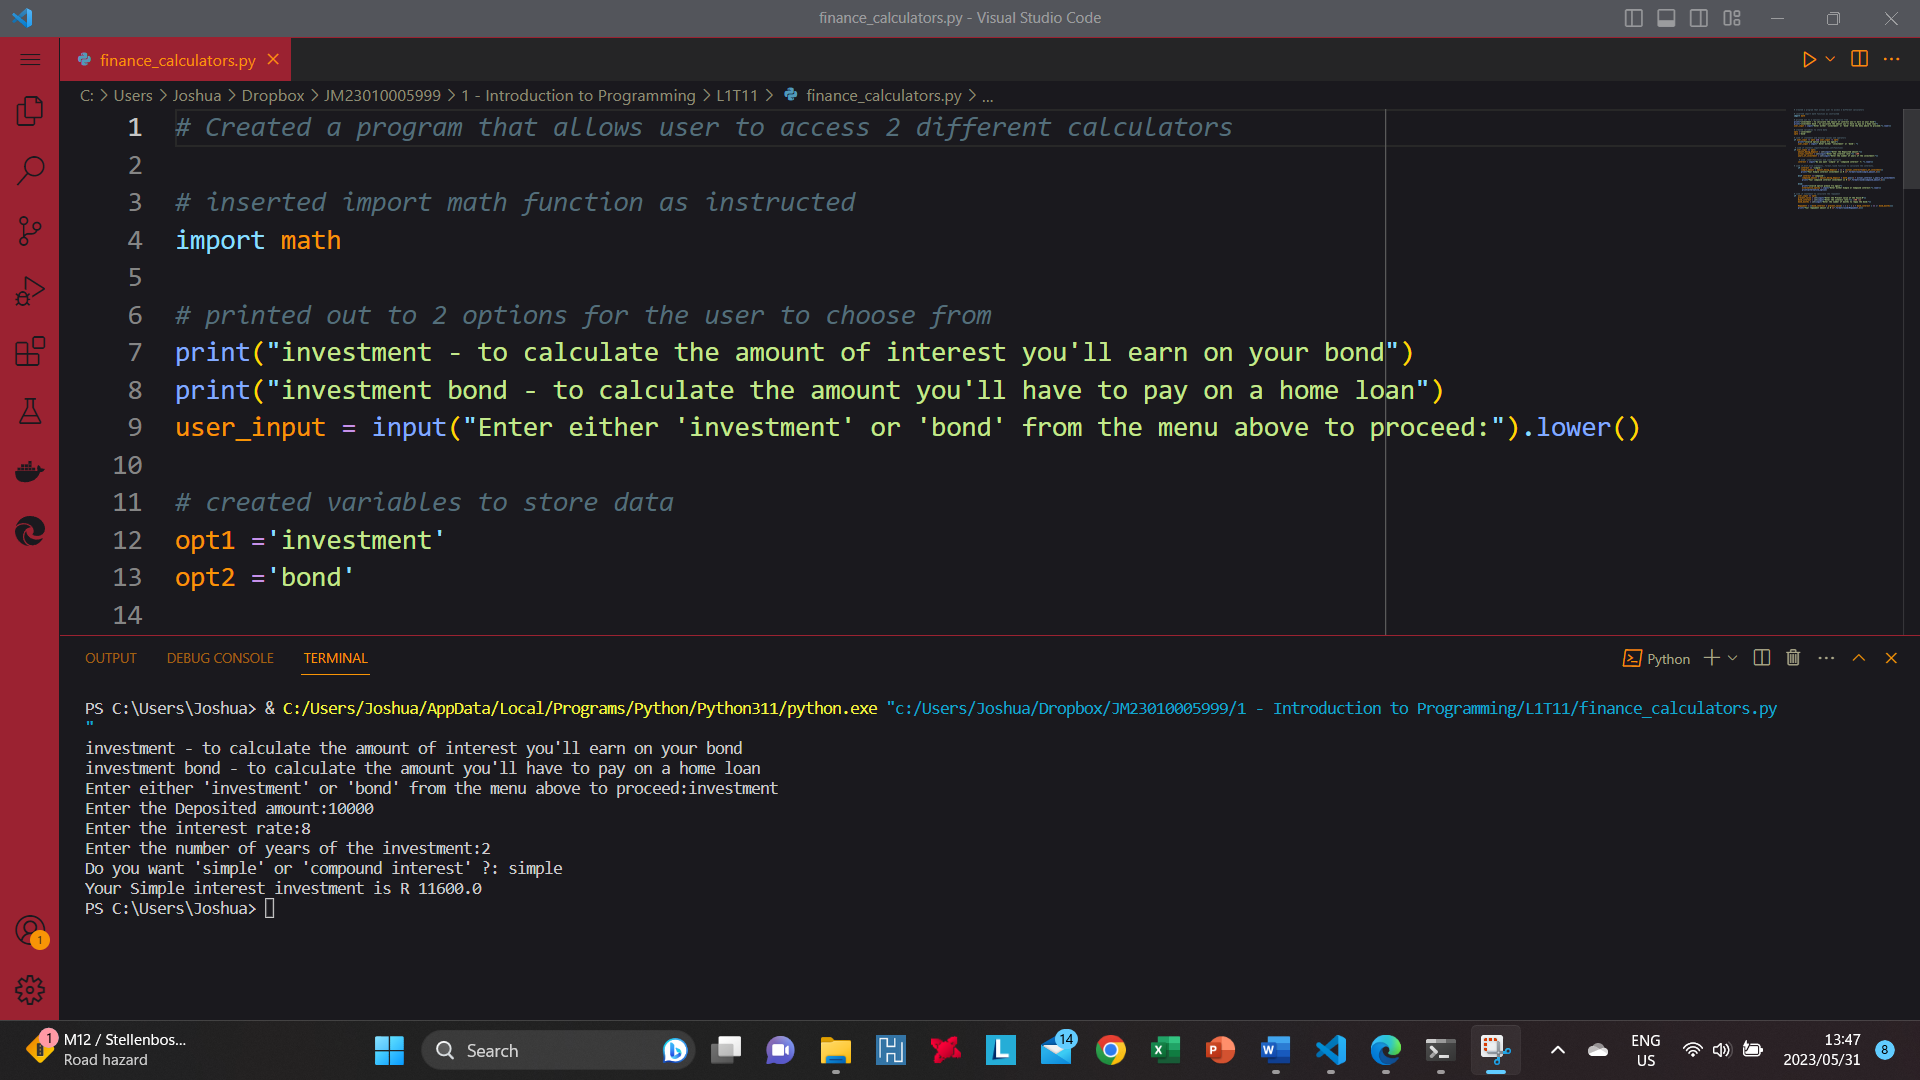 finance_calculators.py - Visual Studio Code
finance_calculators.py
C: > Users > Joshua > Dropbox > JM23010005999 > 1 - Introduction to Programming > L1T11 > finance_calculators.py > ...
1 # Created a program that allows user to access 2 different calculators
2
3 # inserted import math function as instructed
4 import math
5
6 # printed out to 2 options for the user to choose from
7 print("investment - to calculate the amount of interest you'll earn on your bond")
8 print("investment bond - to calculate the amount you'll have to pay on a home loan")
9 user_input = input("Enter either 'investment' or 'bond' from the menu above to proceed:").lower()
10
11 # created variables to store data
12 opt1 ='investment'
13 opt2 ='bond'
14
OUTPUT DEBUG CONSOLE TERMINAL
Python
PS C:\Users\Joshua> & C:/Users/Joshua/AppData/Local/Programs/Python/Python311/python.exe "c:/Users/Joshua/Dropbox/JM23010005999/1 - Introduction to Programming/L1T11/finance_calculators.py
"
investment - to calculate the amount of interest you'll earn on your bond
investment bond - to calculate the amount you'll have to pay on a home loan
Enter either 'investment' or 'bond' from the menu above to proceed:investment
Enter the Deposited amount:10000
Enter the interest rate:8
Enter the number of years of the investment:2
Do you want 'simple' or 'compound interest' ?: simple
Your Simple interest investment is R 11600.0
PS C:\Users\Joshua>
1
1
M12 / Stellenbos...
Road hazard
Search
14
ENG
US
13:47
2023/05/31
8